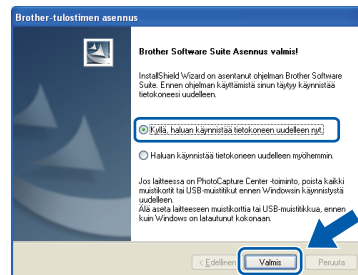 Brother-tulostimen asennus
Brother Software Suite Asennus valmis!
InstallShield Wizard on asentanut ohjelman Brother Software
Suite. Ennen ohjelman käyttämistä sinun täytyy käynnistää
tietokoneesi uudelleen.
Kyllä, haluan käynnistää tietokoneen uudelleen nyt.
Haluan käynnistää tietokoneen uudelleen myöhemmin.
Jos laitteessa on PhotoCapture Center -toiminto, poista kaikki
muistikortit tai USB-muistitikut ennen Windowsin käynnistystä
uudelleen.
Älä aseta laitteeseen muistikorttia tai USB-muistitikkua, ennen
kuin Windows on latautunut kokonaan.
< Edellinen
Valmis
Peruuta